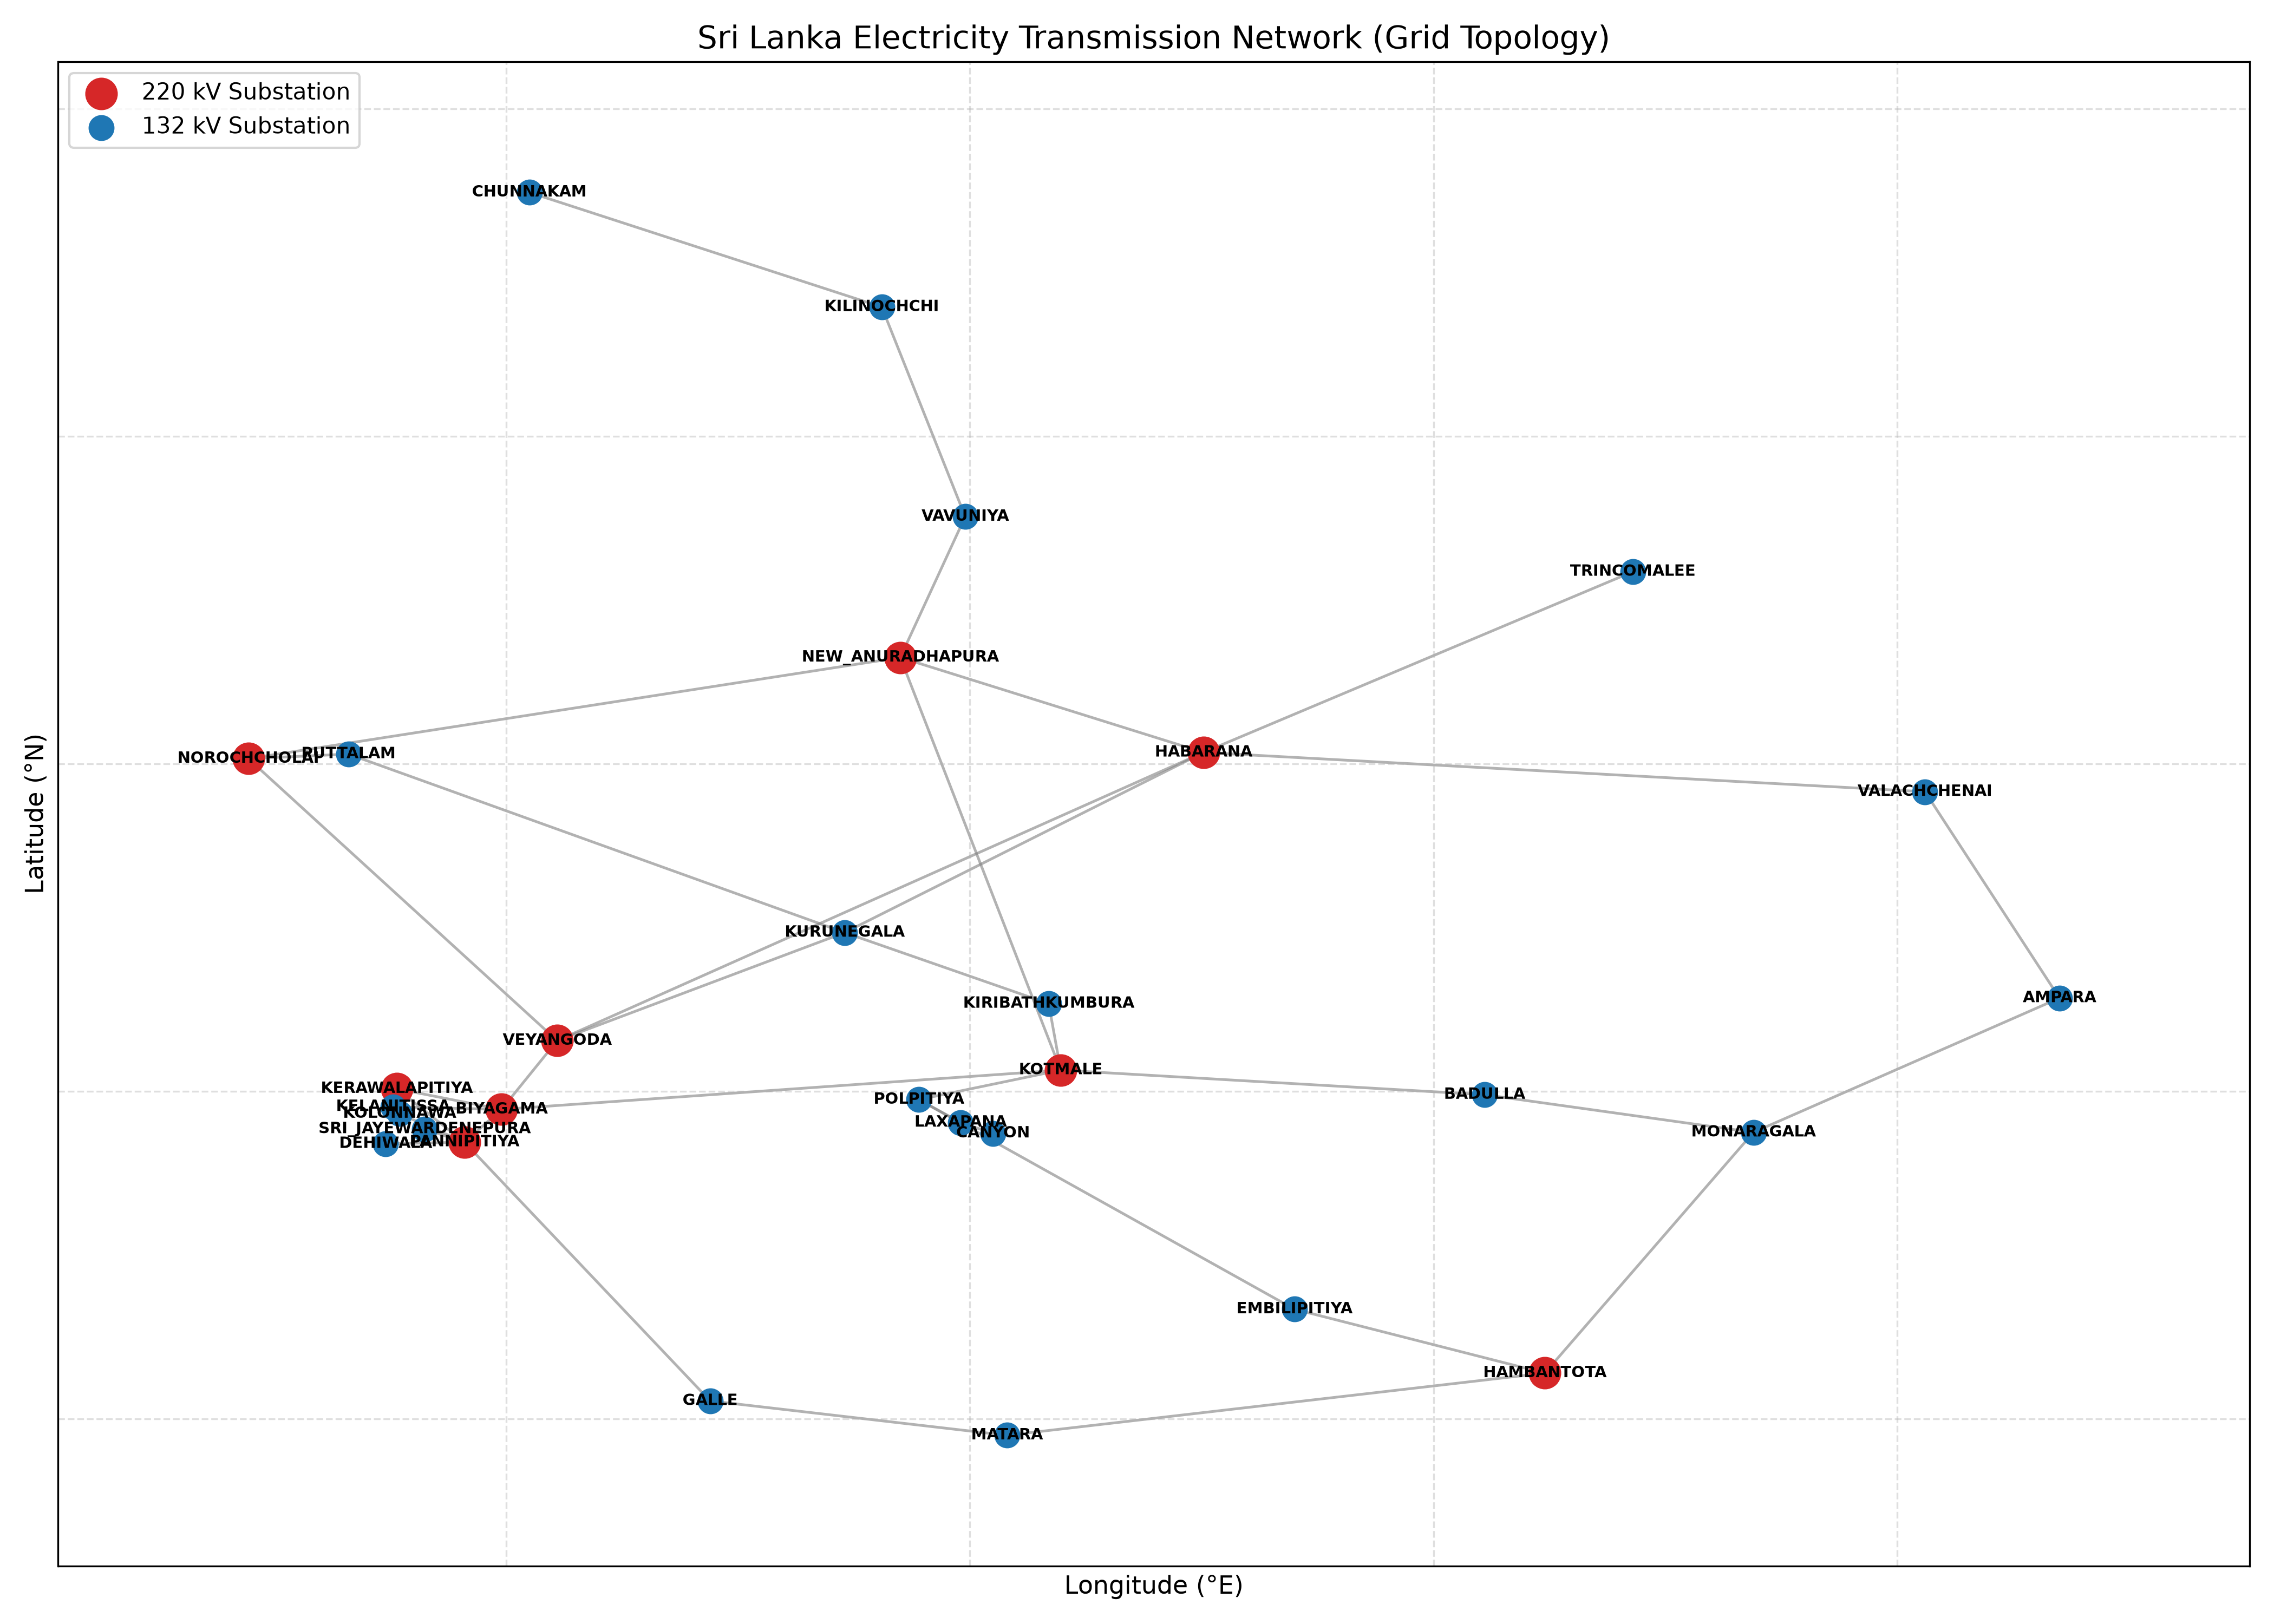 Sri Lanka Electricity Transmission Network (Grid Topology)
220 kV Substation
132 kV Substation
CHUNNAKAM
KILINOCHCHI
VAVUNIYA
TRINCOMALEE
NEW_ANURADHAPURA
HABARANA
NOROCHCHOLAI
PUTTALAM
VALACHCHENAI
KURUNEGALA
KIRIBATHKUMBURA
AMPARA
VEYANGODA
KOTMALE
KERAWALAPITIYA
BADULLA
POLPITIYA
KELANITISSA
BIYAGAMA
KOLONNAWA
LAXAPANA
SRI_JAYEWARDENEPURA
CANYON
MONARAGALA
DEHIWALA
PANNIPITIYA
EMBILIPITIYA
HAMBANTOTA
GALLE
MATARA
Latitude (°N)
Longitude (°E)